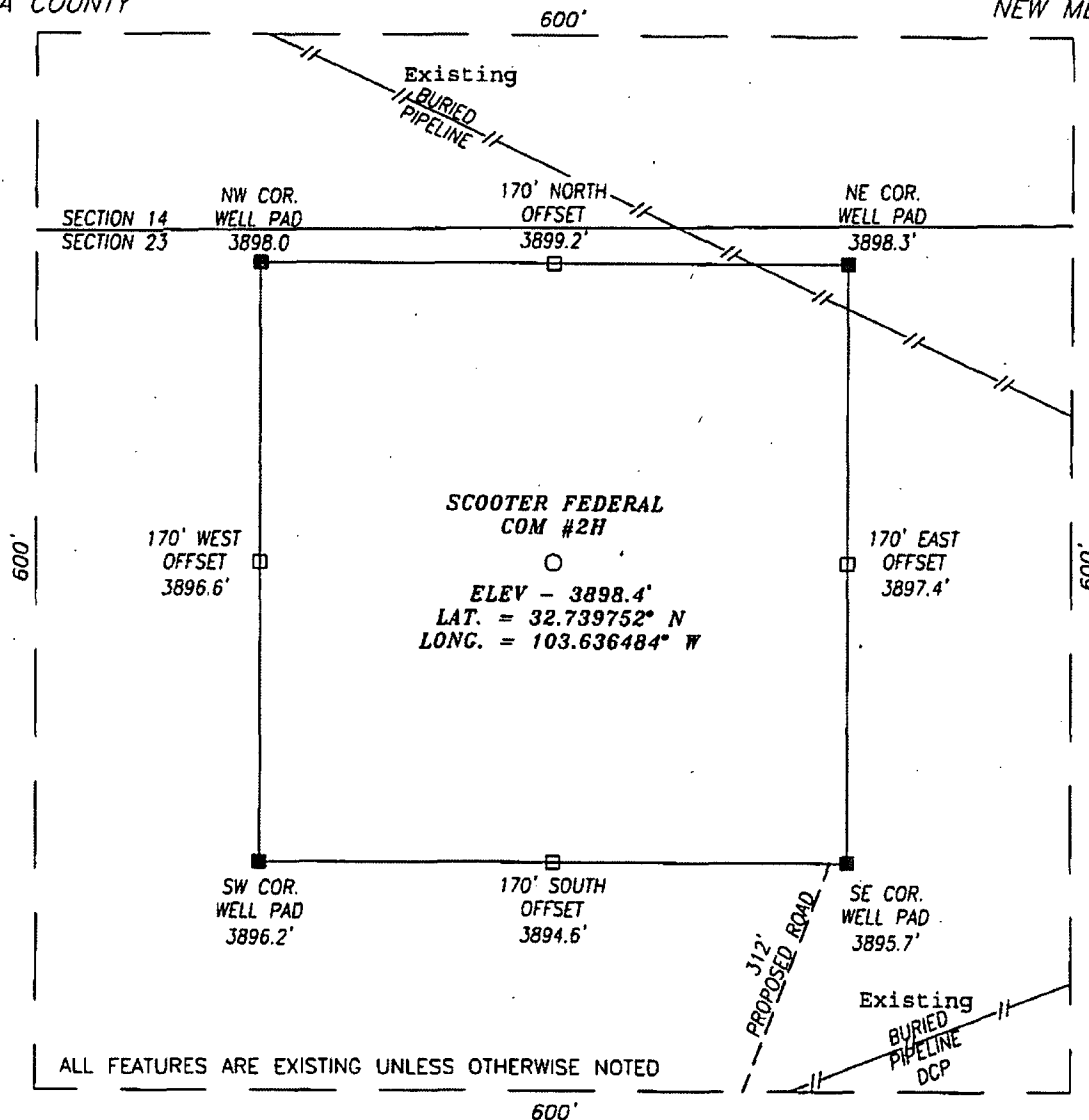 A COUNTY
NEW ME
600'
Existing
BURIED
PIPELINE
SECTION 14
SECTION 23
NW COR.
WELL PAD
3898.0
170' NORTH
OFFSET
3899.2'
NE COR.
WELL PAD
3898.3'
600'
170' WEST
OFFSET
3896.6'
SCOOTER FEDERAL
COM #2H
ELEV - 3898.4'
LAT. = 32.739752° N
LONG. = 103.636484° W
170' EAST
OFFSET
3897.4'
600'
SW COR.
WELL PAD
3896.2'
170' SOUTH
OFFSET
3894.6'
312'
PROPOSED ROAD
SE COR.
WELL PAD
3895.7'
Existing
BURIED
PIPELINE
DCP
ALL FEATURES ARE EXISTING UNLESS OTHERWISE NOTED
600'